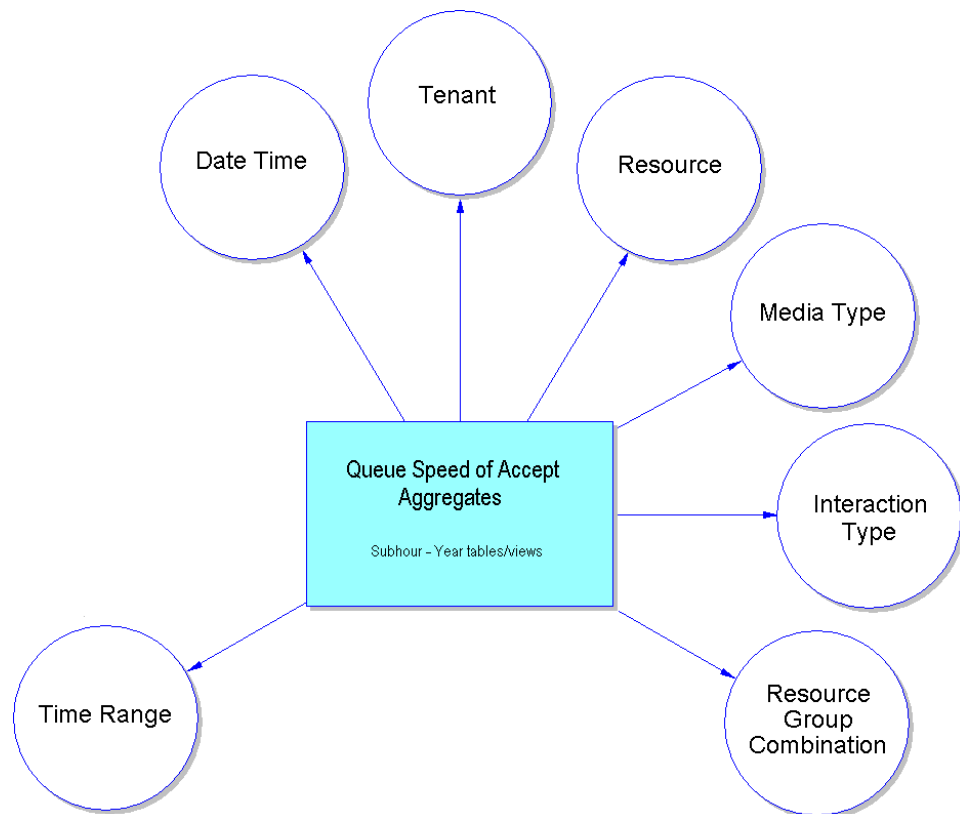 Tenant
Date Time
Resource
Media Type
Queue Speed of Accept
Aggregates
Subhour - Year tables/views
Interaction
Type
Time Range
Resource
Group
Combination